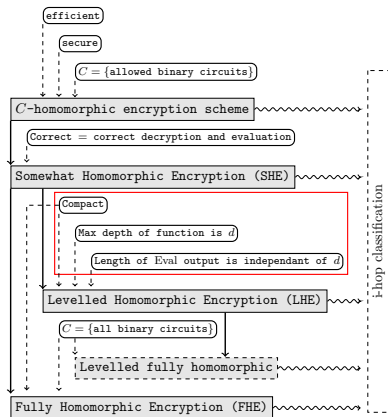 efficient
secure
C = {allowed binary circuits}
C-homomorphic encryption scheme
Correct = correct decryption and evaluation
Somewhat Homomorphic Encryption (SHE)
Compact
Max depth of function is d
Length of Eval output is independant of d
Levelled Homomorphic Encryption (LHE)
C = {all binary circuits}
Levelled fully homomorphic
Fully Homomorphic Encryption (FHE)
i-hop classification